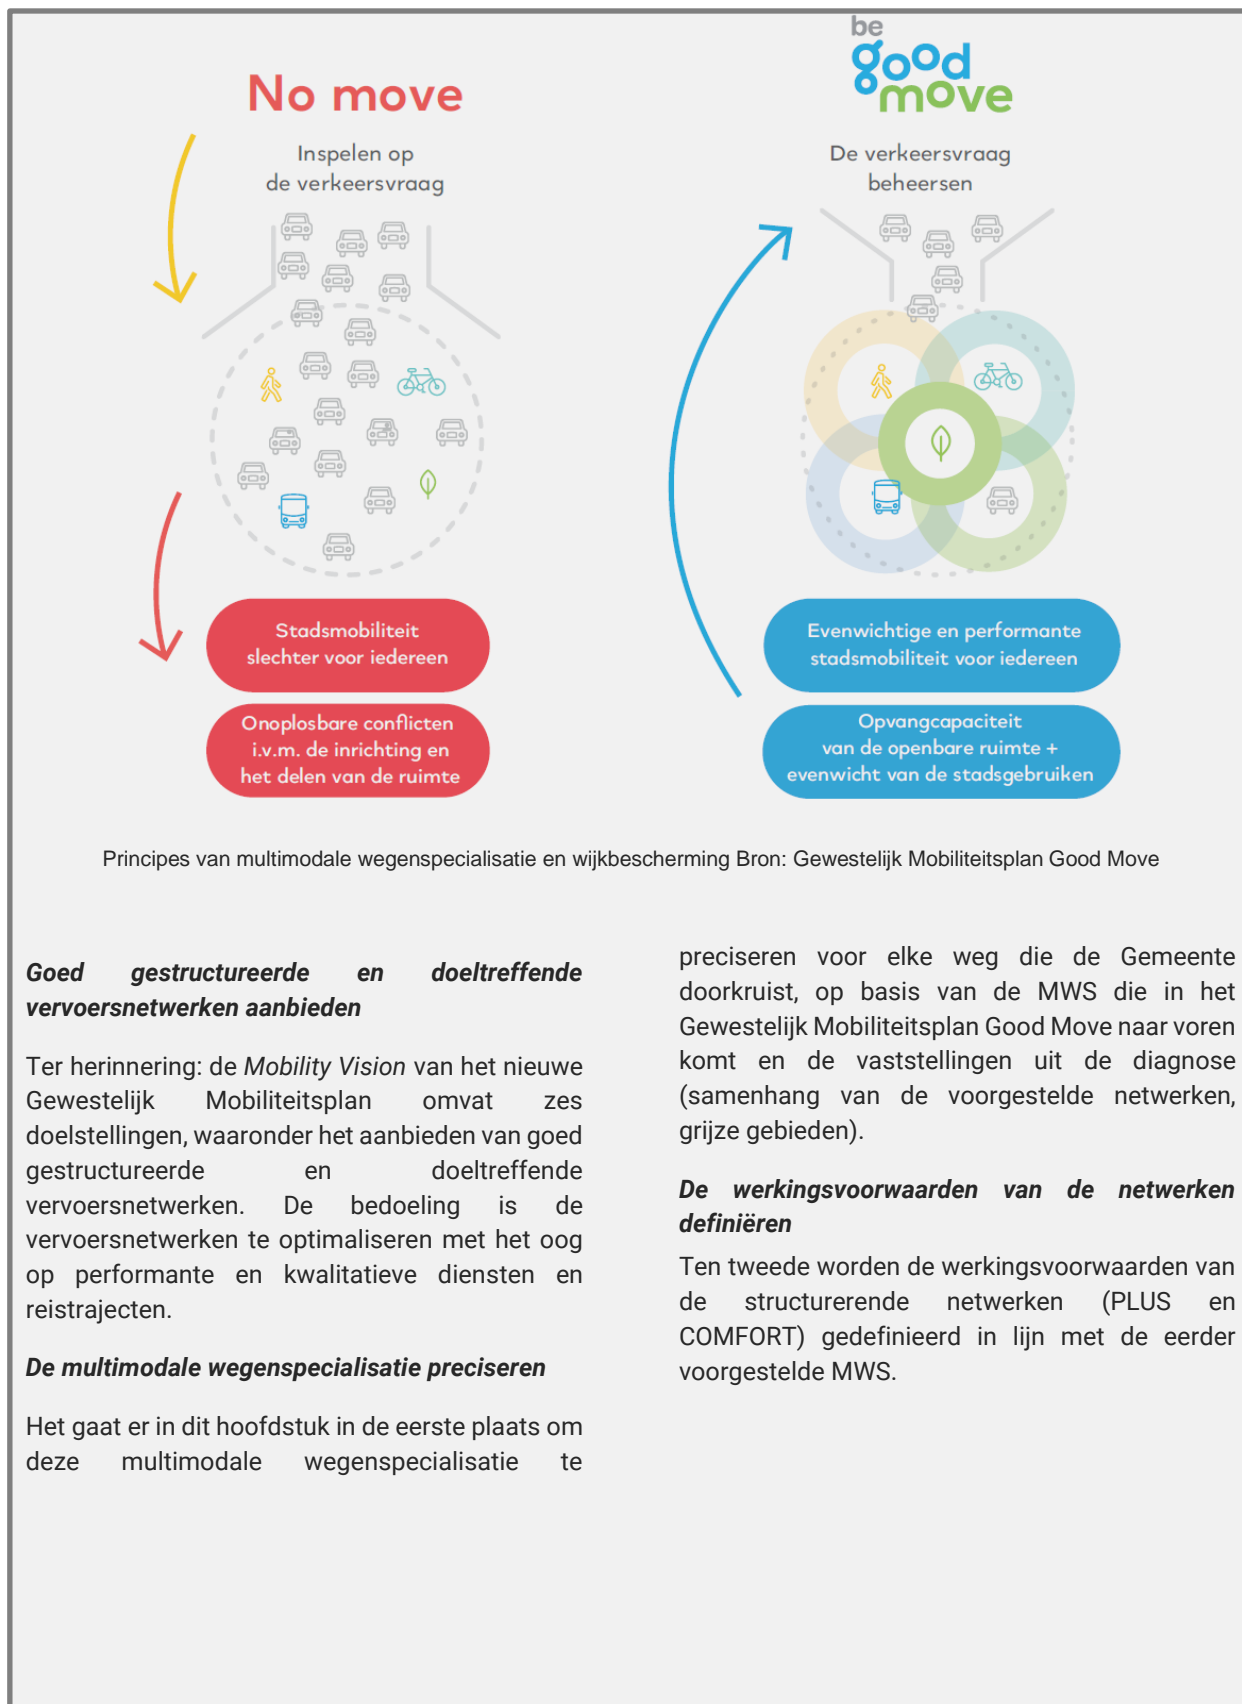 No move
Inspelen op
de verkeersvraag
Stadsmobiliteit
slechter voor iedereen
Onoplosbare conflicten
i.v.m. de inrichting en
het delen van de ruimte
be
good
move
De verkeersvraag
beheersen
Evenwichtige en performante
stadsmobiliteit voor iedereen
Opvangcapaciteit
van de openbare ruimte +
evenwicht van de stadsgebruiken
Principes van multimodale wegenspecialisatie en wijkbescherming Bron: Gewestelijk Mobiliteitsplan Good Move
Goed gestructureerde en doeltreffende
vervoersnetwerken aanbieden
Ter herinnering: de Mobility Vision van het nieuwe
Gewestelijk Mobiliteitsplan omvat zes
doelstellingen, waaronder het aanbieden van goed
gestructureerde en doeltreffende
vervoersnetwerken. De bedoeling is de
vervoersnetwerken te optimaliseren met het oog
op performante en kwalitatieve diensten en
reistrajecten.
De multimodale wegenspecialisatie preciseren
Het gaat er in dit hoofdstuk in de eerste plaats om
deze multimodale wegenspecialisatie te
preciseren voor elke weg die de Gemeente
doorkruist, op basis van de MWS die in het
Gewestelijk Mobiliteitsplan Good Move naar voren
komt en de vaststellingen uit de diagnose
(samenhang van de voorgestelde netwerken,
grijze gebieden).
De werkingsvoorwaarden van de netwerken
definiëren
Ten tweede worden de werkingsvoorwaarden van
de structurerende netwerken (PLUS en
COMFORT) gedefinieerd in lijn met de eerder
voorgestelde MWS.